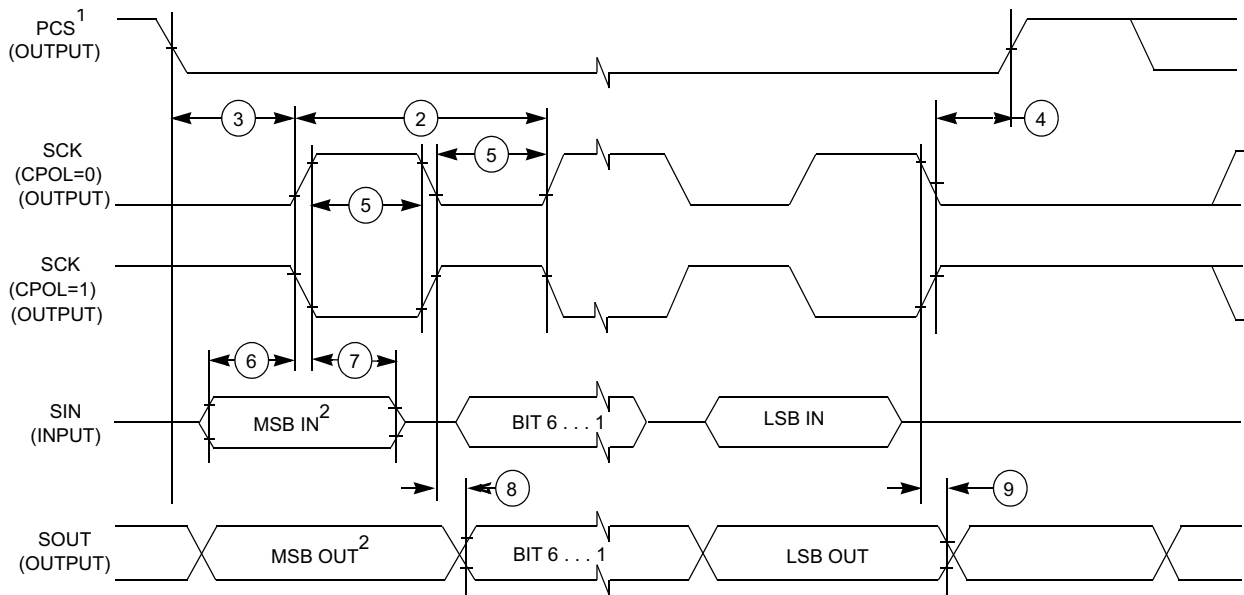 PCS1
(OUTPUT)
3
2
4
SCK
(CPOL=0)
(OUTPUT)
5
5
SCK
(CPOL=1)
(OUTPUT)
6
7
SIN
(INPUT)
MSB IN2
BIT 6 . . . 1
LSB IN
8
9
SOUT
(OUTPUT)
MSB OUT2
BIT 6 . . . 1
LSB OUT